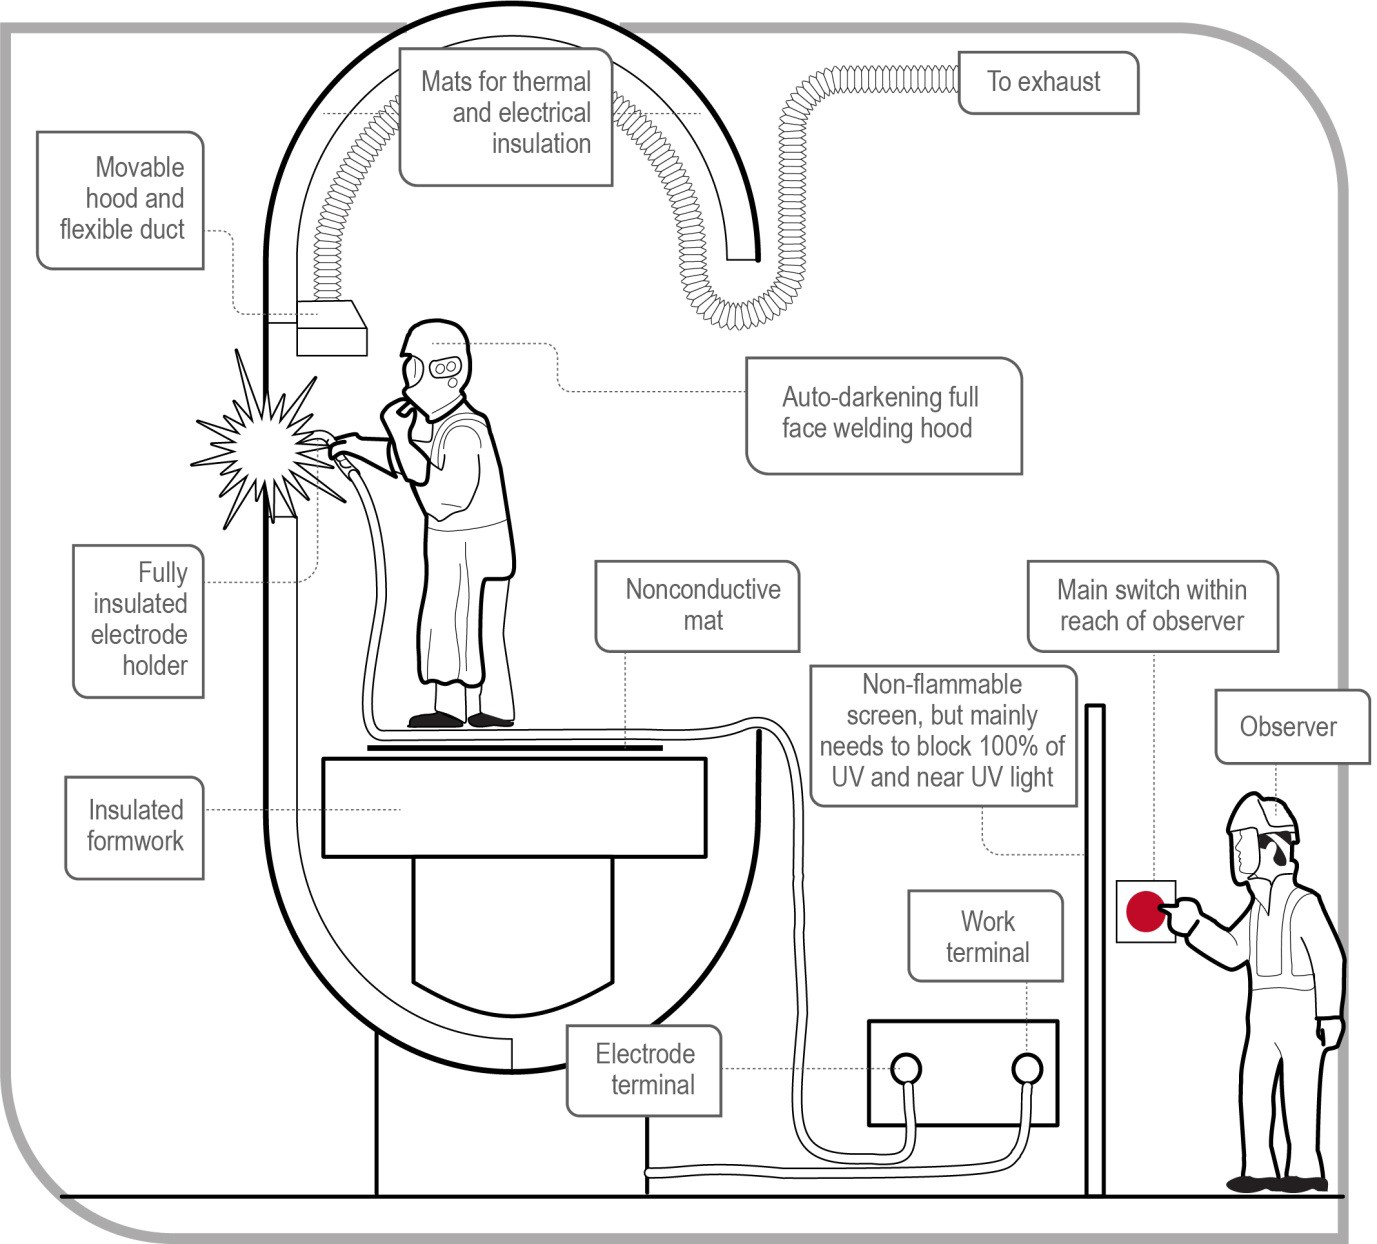 Mats for thermal
and electrical
insulation
To exhaust
Movable
hood and
flexible duct
Auto-darkening full
face welding hood
Fully
insulated
electrode
holder
Nonconductive
mat
Main switch within
reach of observer
Non-flammable
screen, but mainly
needs to block 100% of
UV and near UV light
Observer
Insulated
formwork
Work
terminal
Electrode
terminal